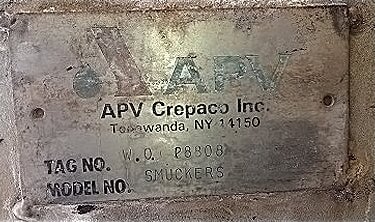 APV
APV Crepaco Inc.
Tonawanda, NY 14150
TAG NO. W.O. P8808
MODEL NO. SMUCKERS